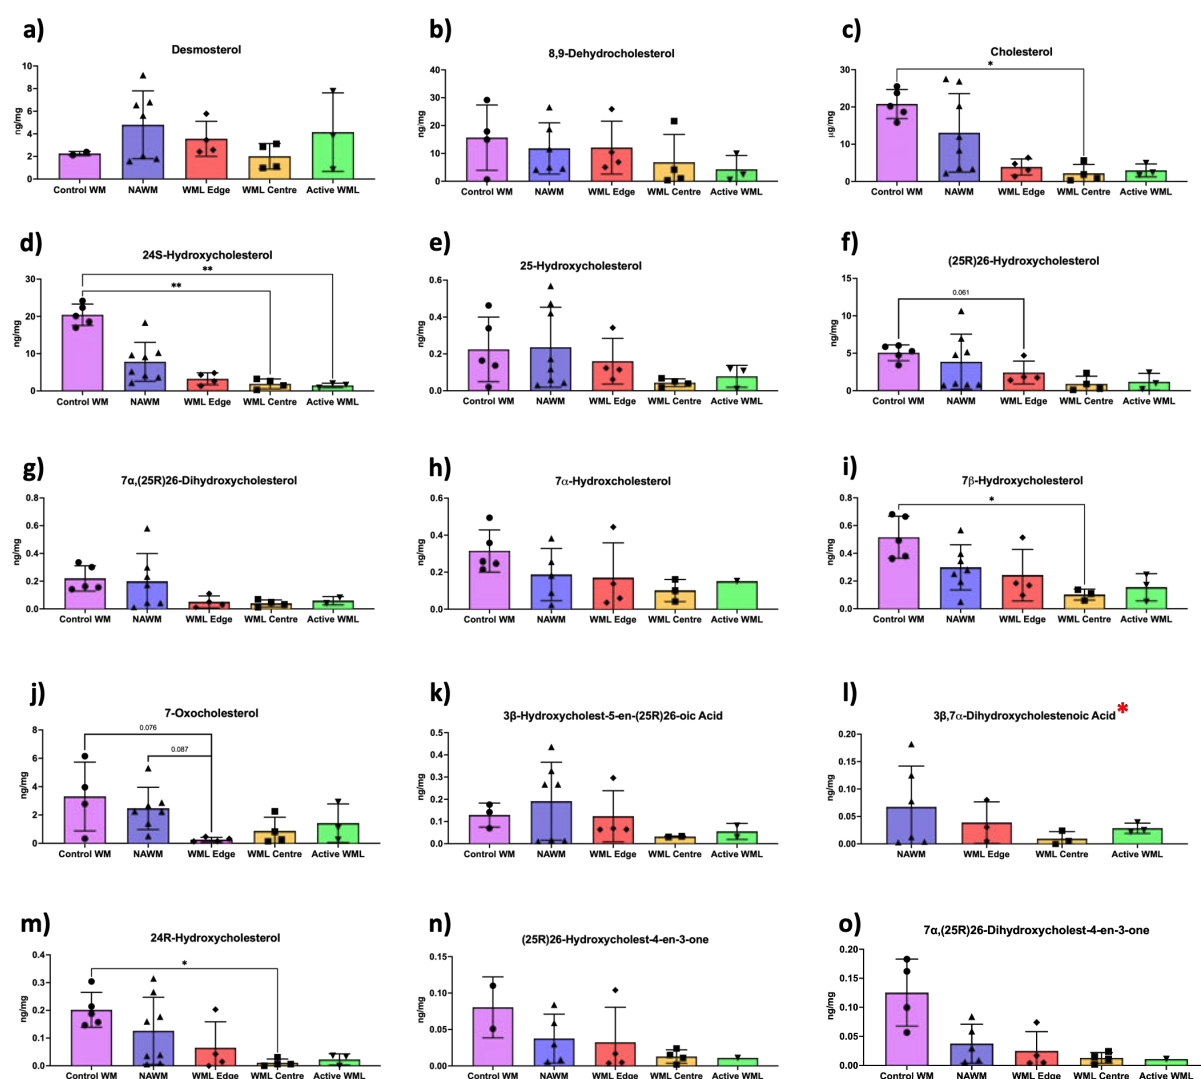 a)
Desmosterol
ng/mg
10
8
6
4
2
0
Control WM NAWM WML Edge WML Centre Active WML
b)
8,9-Dehydrocholesterol
ng/mg
40
30
20
10
0
Control WM NAWM WML Edge WML Centre Active WML
c)
Cholesterol
*
µg/mg
30
20
10
0
Control WM NAWM WML Edge WML Centre Active WML
d)
24S-Hydroxycholesterol
**
**
ng/mg
30
20
10
0
Control WM NAWM WML Edge WML Centre Active WML
e)
25-Hydroxycholesterol
ng/mg
0.6
0.4
0.2
0.0
Control WM NAWM WML Edge WML Centre Active WML
f)
(25R)26-Hydroxycholesterol
0.061
ng/mg
15
10
5
0
Control WM NAWM WML Edge WML Centre Active WML
g)
7α,(25R)26-Dihydroxycholesterol
ng/mg
0.8
0.6
0.4
0.2
0.0
Control WM NAWM WML Edge WML Centre Active WML
h)
7α-Hydroxcholesterol
ng/mg
0.6
0.4
0.2
0.0
Control WM NAWM WML Edge WML Centre Active WML
i)
7β-Hydroxycholesterol
*
ng/mg
0.8
0.6
0.4
0.2
0.0
Control WM NAWM WML Edge WML Centre Active WML
j)
7-Oxocholesterol
0.076
0.087
ng/mg
8
6
4
2
0
Control WM NAWM WML Edge WML Centre Active WML
k)
3β-Hydroxycholest-5-en-(25R)26-oic Acid
ng/mg
0.5
0.4
0.3
0.2
0.1
0.0
Control WM NAWM WML Edge WML Centre Active WML
l)
3β,7α-Dihydroxycholestenoic Acid *
ng/mg
0.20
0.15
0.10
0.05
0.00
NAWM WML Edge WML Centre Active WML
m)
24R-Hydroxycholesterol
*
ng/mg
0.4
0.3
0.2
0.1
0.0
Control WM NAWM WML Edge WML Centre Active WML
n)
(25R)26-Hydroxycholest-4-en-3-one
ng/mg
0.15
0.10
0.05
0.00
Control WM NAWM WML Edge WML Centre Active WML
o)
7α,(25R)26-Dihydroxycholest-4-en-3-one
ng/mg
0.20
0.15
0.10
0.05
0.00
Control WM NAWM WML Edge WML Centre Active WML